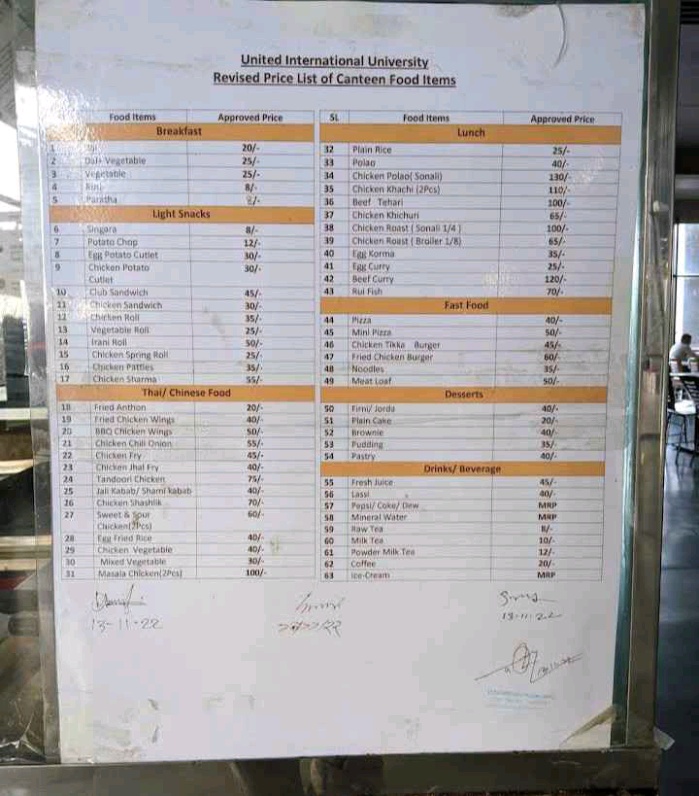 United International University
Revised Price List of Canteen Food Items
Food Items Approved Price
Breakfast
1 20/-
2 Vegetable 25/-
3 Vegetable 25/-
4 8/-
5 Paratha
Light Snacks
6 Singara 8/-
7 Potato Chop 12/-
8 Egg Potato Cutlet 30/-
9 Chicken Potato 30/-
Cutlet
10 Club Sandwich 45/-
11 Chicken Sandwich 30/-
12 Chicken Roll 35/-
13 Vegetable Roll 25/-
14 Irani Roll 50/-
15 Chicken Spring Roll 25/-
16 Chicken Patties 35/-
17 Chicken Sharma 55/-
Thai/ Chinese Food
18 Fried Anthon 20/-
19 Fried Chicken Wings 40/-
20 BBQ Chicken Wings 50/-
21 Chicken Chili Onion 55/-
22 Chicken Fry 45/-
23 Chicken Jhal Fry 40/-
24 Tandoori Chicken 75/-
25 Jali Kabab/ Shami kabab 40/-
26 Chicken Shashlik 70/-
27 Sweet & Sour 60/-
Chicken(2Pcs)
28 Egg Fried Rice 40/-
29 Chicken Vegetable 40/-
30 Mixed Vegetable 30/-
31 Masala Chicken(2Pcs) 100/-
SL Food Items Approved Price
Lunch
32 Plain Rice 25/-
33 Polao 40/-
34 Chicken Polao( Sonali) 130/-
35 Chicken Khachi (2Pcs) 110/-
36 Beef Tehari 100/-
37 Chicken Khichuri 65/-
38 Chicken Roast ( Sonali 1/4 ) 100/-
39 Chicken Roast ( Broiler 1/8) 65/-
40 Egg Korma 35/-
41 Egg Curry 25/-
42 Beef Curry 120/-
43 Rui Fish 70/-
Fast Food
44 Pizza 40/-
45 Mini Pizza 50/-
46 Chicken Tikka Burger 45/-
47 Fried Chicken Burger 60/-
48 Noodles 35/-
49 Meat Loaf 50/-
Desserts
50 Firni/ Jorda 40/-
51 Plain Cake 20/-
52 Brownie 40/-
53 Pudding 35/-
54 Pastry 40/-
Drinks/ Beverage
55 Fresh Juice 45/-
56 Lassi 40/-
57 Pepsi/ Coke/ Dew MRP
58 Mineral Water MRP
59 Raw Tea 8/-
60 Milk Tea 10/-
61 Powder Milk Tea 12/-
62 Coffee 20/-
63 Ice-Cream MRP
13-11-22
13-11-22